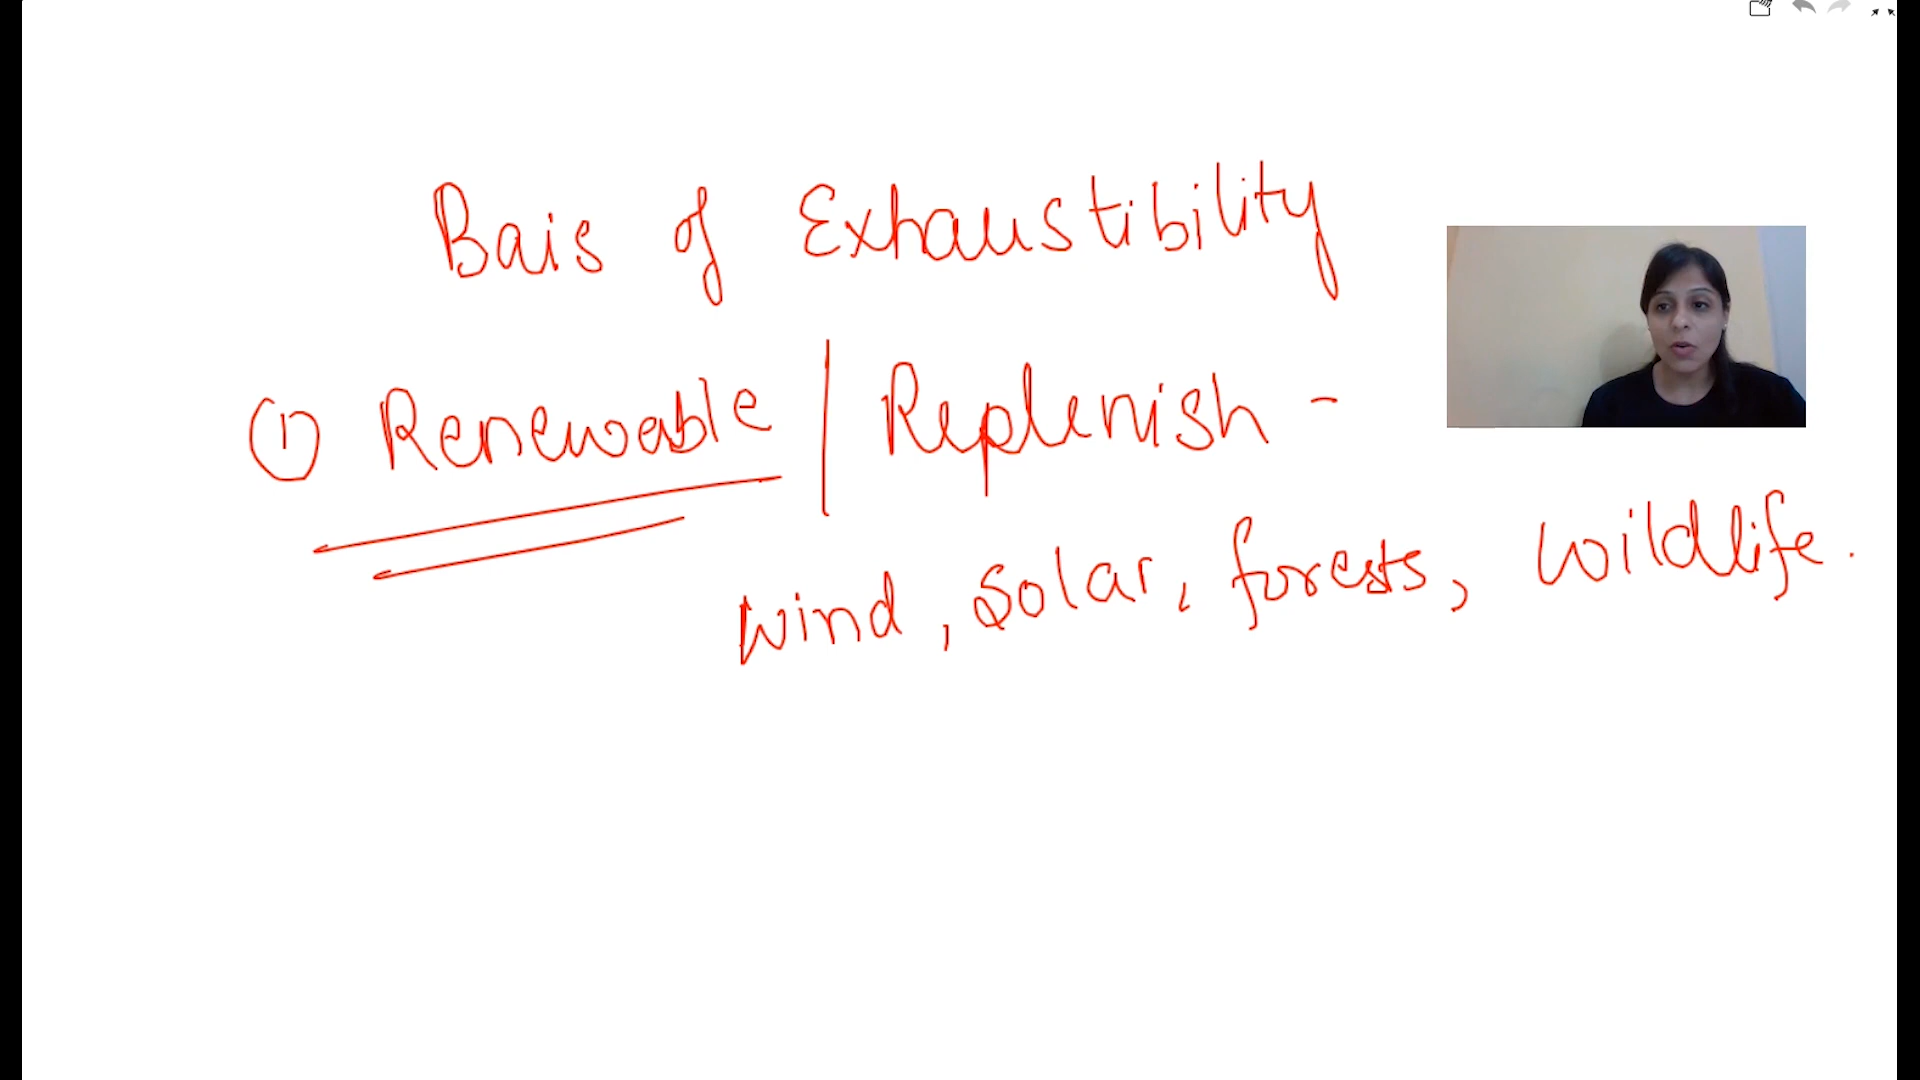 Bais of Exhaustibility
① Renewable | Replenish -
wind, solar, forests, wildlife.